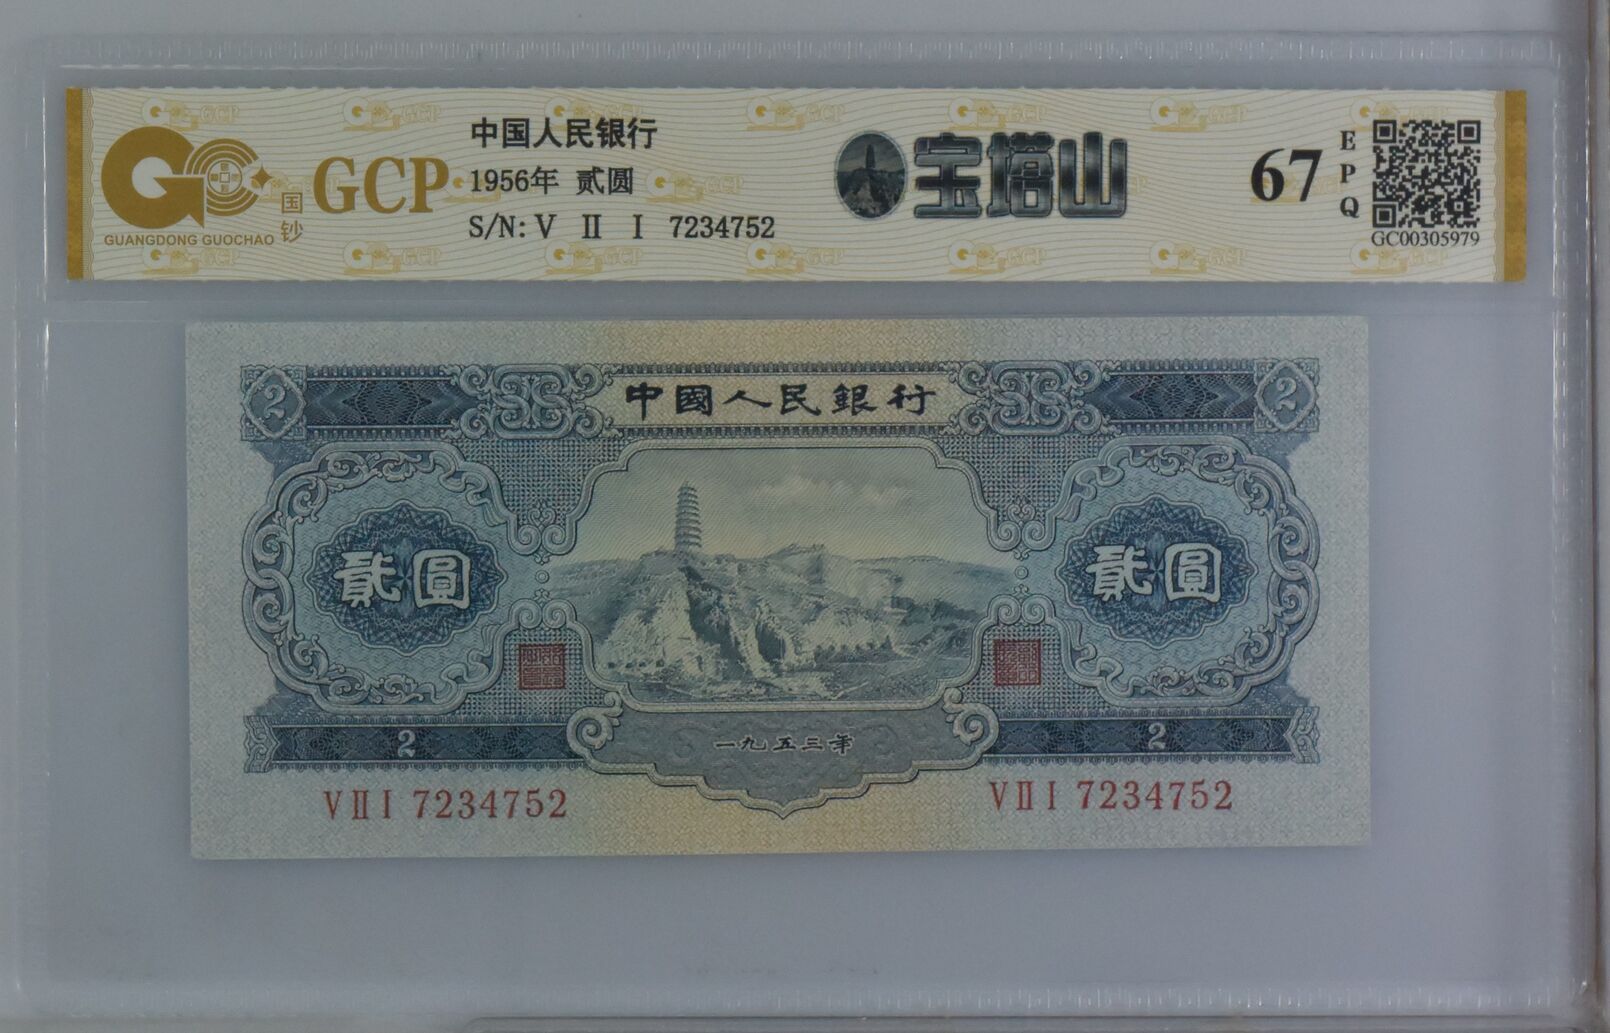 GUANGDONG GUOCHAO
国钞
GCP
中国人民银行
1956年 贰圆
S/N: V Ⅱ Ⅰ 7234752
宝塔山
67
EPQ
GC00305979
2
中國人民銀行
2
貳圓
貳圓
一九五三年
2
2
VⅡI 7234752
VⅡI 7234752